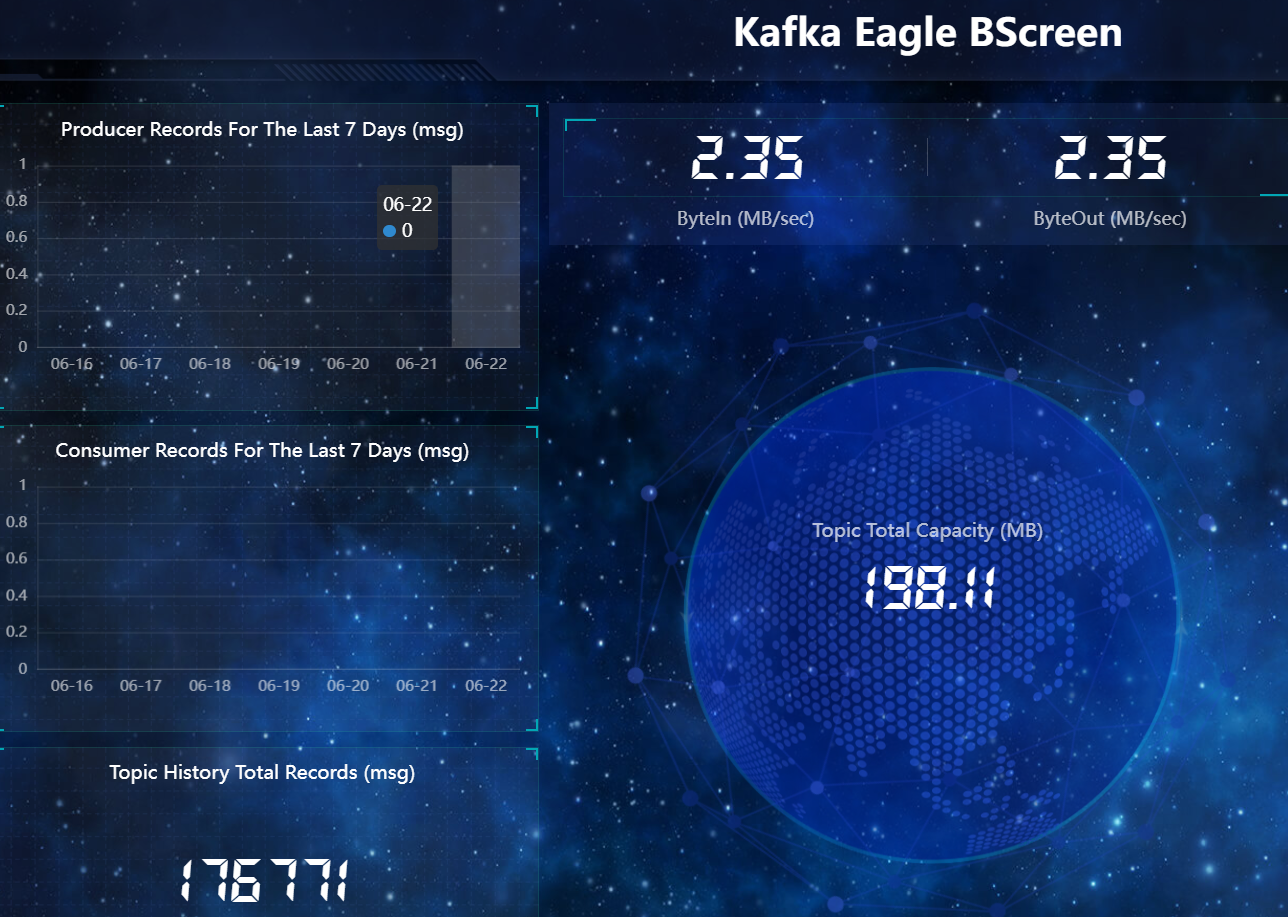 Kafka Eagle BScreen
Producer Records For The Last 7 Days (msg)
1
0.8
0.6
0.4
0.2
0
06-22
0
06-16 06-17 06-18 06-19 06-20 06-21 06-22
2.35
ByteIn (MB/sec)
2.35
ByteOut (MB/sec)
Consumer Records For The Last 7 Days (msg)
1
0.8
0.6
0.4
0.2
0
06-16 06-17 06-18 06-19 06-20 06-21 06-22
Topic Total Capacity (MB)
198.11
Topic History Total Records (msg)
176771